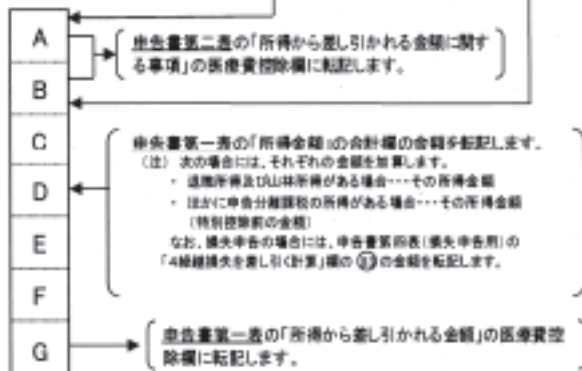 A
申告書第二表の「所得から差し引かれる金額に関す
る事項」の医療費控除欄に転記します。
B
C
申告書第一表の「所得金額」の合計欄の金額を転記します。
（注） 次の場合には、それぞれの金額を加算します。
・ 退職所得及び山林所得がある場合･･･その所得金額
D
・ ほかに申告分離課税の所得がある場合･･･その所得金額
（特別控除前の金額）
E
なお、損失申告の場合には、申告書第四表（損失申告用）の
「4繰越損失を差し引く計算」欄の の金額を転記します。
F
G
申告書第一表の「所得から差し引かれる金額」の医療費控
除欄に転記します。